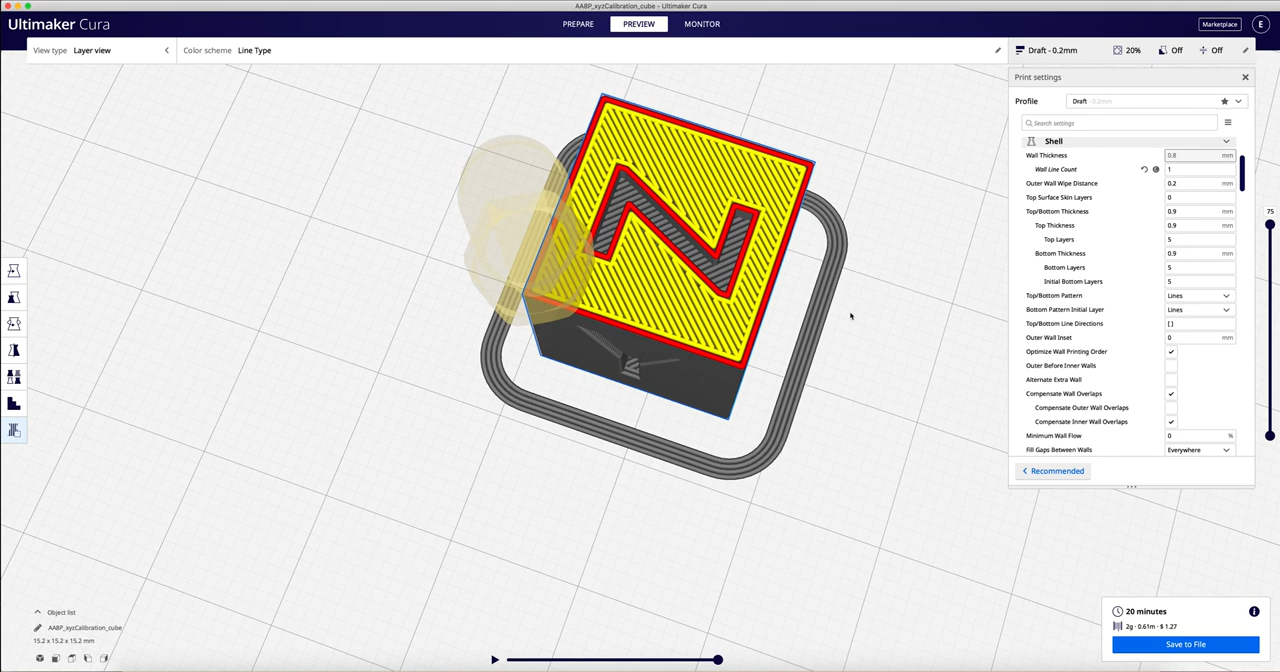 AA8P_xyzCalibration_cube - Ultimaker Cura
Ultimaker Cura
PREPARE
PREVIEW
MONITOR
Marketplace
E
View type Layer view
Color scheme Line Type
Draft - 0.2mm
20%
Off
Off
Print settings
Profile
Draft - 0.2mm
Search settings
Shell
Wall Thickness 0.8 mm
Wall Line Count 1
Outer Wall Wipe Distance 0.2 mm
Top Surface Skin Layers 0
Top/Bottom Thickness 0.9 mm
Top Thickness 0.9 mm
Top Layers 5
Bottom Thickness 0.9 mm
Bottom Layers 5
Initial Bottom Layers 5
Top/Bottom Pattern Lines
Bottom Pattern Initial Layer Lines
Top/Bottom Line Directions [ ]
Outer Wall Inset 0 mm
Optimize Wall Printing Order
Outer Before Inner Walls
Alternate Extra Wall
Compensate Wall Overlaps
Compensate Outer Wall Overlaps
Compensate Inner Wall Overlaps
Minimum Wall Flow 0 %
Fill Gaps Between Walls Everywhere
Recommended
75
Object list
AA8P_xyzCalibration_cube
15.2 x 15.2 x 15.2 mm
20 minutes
2g · 0.61m · $ 1.27
Save to File